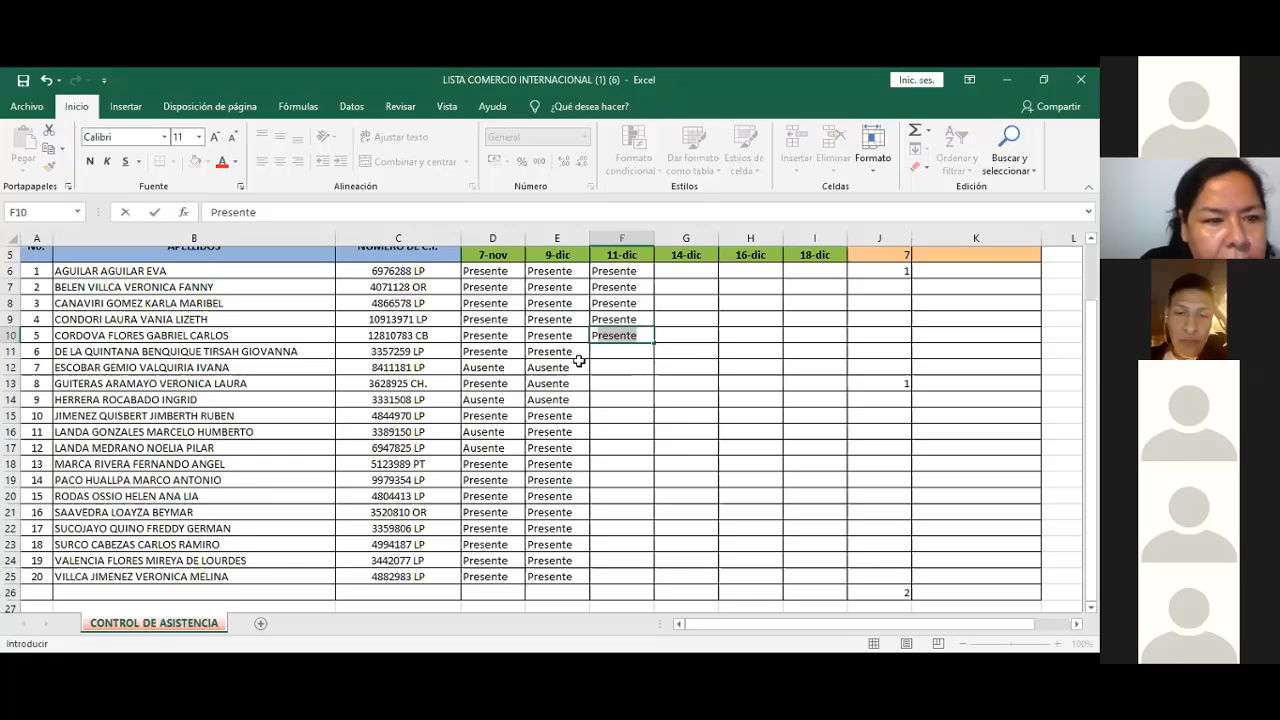 LISTA COMERCIO INTERNACIONAL (1) (6) - Excel
Inic. ses.
Archivo Inicio Insertar Disposición de página Fórmulas Datos Revisar Vista Ayuda ¿Qué desea hacer? Compartir
Pegar Calibri 11 Ajustar texto General
N K S Combinar y centrar % 000
Formato condicional Dar formato como tabla Estilos de celda Insertar Eliminar Formato Ordenar y filtrar Buscar y seleccionar
Portapapeles Fuente Alineación Número Estilos Celdas Edición
F10 fx Presente
A B C D E F G H I J K L
No. APELLIDOS NUMERO DE C.I.
5 7-nov 9-dic 11-dic 14-dic 16-dic 18-dic 7
6 1 AGUILAR AGUILAR EVA 6976288 LP Presente Presente Presente 1
7 2 BELEN VILLCA VERONICA FANNY 4071128 OR Presente Presente Presente
8 3 CANAVIRI GOMEZ KARLA MARIBEL 4866578 LP Presente Presente Presente
9 4 CONDORI LAURA VANIA LIZETH 10913971 LP Presente Presente Presente
10 5 CORDOVA FLORES GABRIEL CARLOS 12810783 CB Presente Presente Presente
11 6 DE LA QUINTANA BENQUIQUE TIRSAH GIOVANNA 3357259 LP Presente Presente
12 7 ESCOBAR GEMIO VALQUIRIA IVANA 8411181 LP Ausente Ausente
13 8 GUITERAS ARAMAYO VERONICA LAURA 3628925 CH. Presente Ausente 1
14 9 HERRERA ROCABADO INGRID 3331508 LP Ausente Ausente
15 10 JIMENEZ QUISBERT JIMBERTH RUBEN 4844970 LP Presente Presente
16 11 LANDA GONZALES MARCELO HUMBERTO 3389150 LP Ausente Presente
17 12 LANDA MEDRANO NOELIA PILAR 6947825 LP Ausente Presente
18 13 MARCA RIVERA FERNANDO ANGEL 5123989 PT Presente Presente
19 14 PACO HUALLPA MARCO ANTONIO 9979354 LP Presente Presente
20 15 RODAS OSSIO HELEN ANA LIA 4804413 LP Presente Presente
21 16 SAAVEDRA LOAYZA BEYMAR 3520810 OR Presente Presente
22 17 SUCOJAYO QUINO FREDDY GERMAN 3359806 LP Presente Presente
23 18 SURCO CABEZAS CARLOS RAMIRO 4994187 LP Presente Presente
24 19 VALENCIA FLORES MIREYA DE LOURDES 3442077 LP Presente Presente
25 20 VILLCA JIMENEZ VERONICA MELINA 4882983 LP Presente Presente
26 2
27
CONTROL DE ASISTENCIA
Introducir 100%